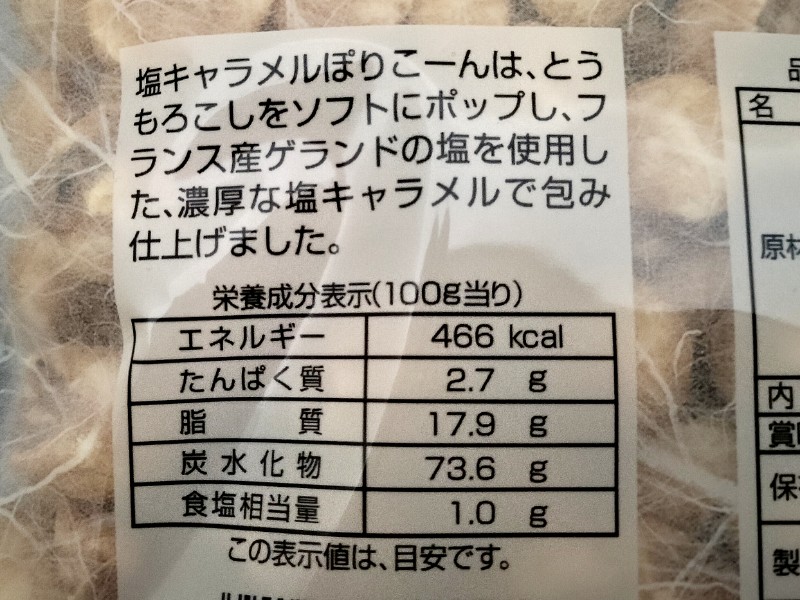 塩キャラメルぽりこーんは、とう
もろこしをソフトにポップし、フ
ランス産ゲランドの塩を使用し
た、濃厚な塩キャラメルで包み
仕上げました。
栄養成分表示(100g当り)
エネルギー 466 kcal
たんぱく質 2.7 g
脂 質 17.9 g
炭水化物 73.6 g
食塩相当量 1.0 g
この表示値は、目安です。
品
名
原材
内
賞
保
製